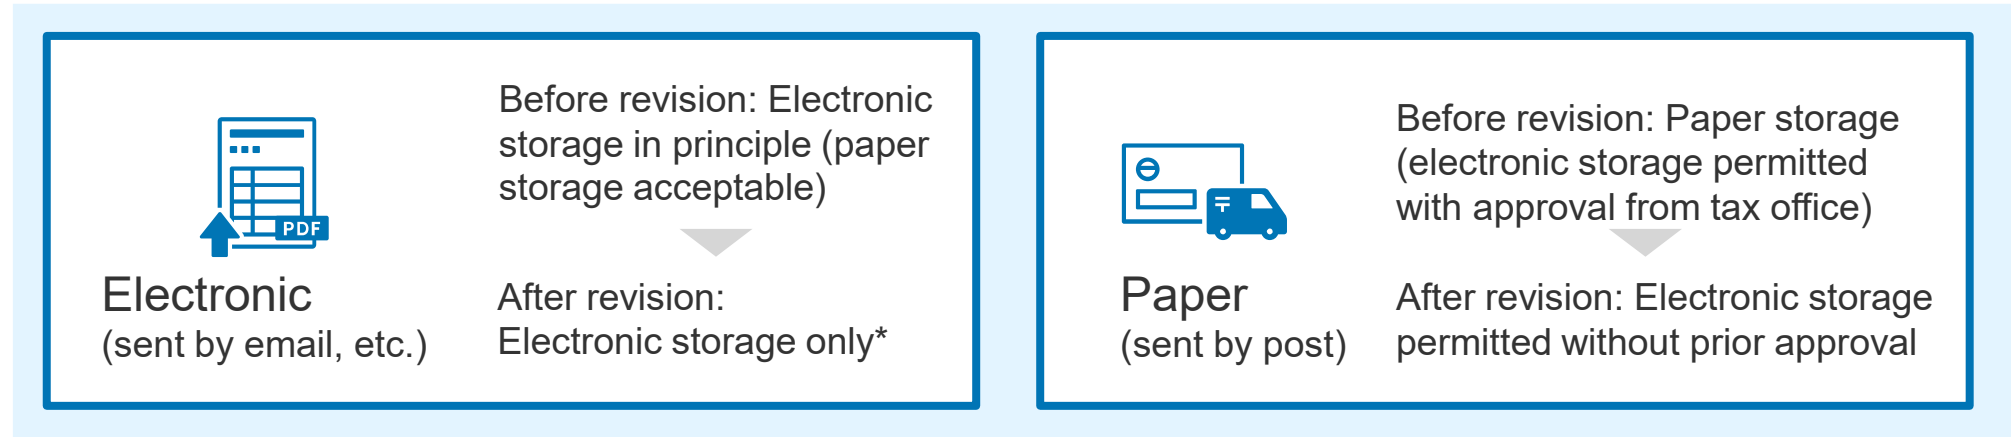 Before revision: Electronic
storage in principle (paper
storage acceptable)
PDF
Electronic
(sent by email, etc.)
After revision:
Electronic storage only*
Before revision: Paper storage
(electronic storage permitted
with approval from tax office)
〒
Paper
(sent by post)
After revision: Electronic storage
permitted without prior approval